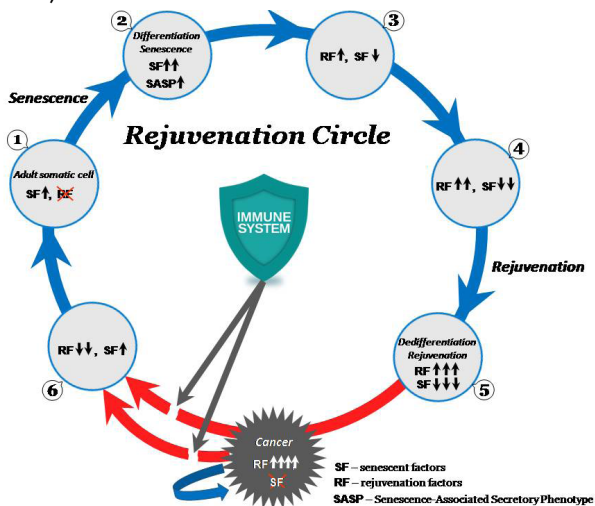 2
Differentiation
Senescence
SF↑↑
SASP↑
3
RF↑, SF↓
Senescence
Rejuvenation Circle
1
Adult somatic cell
SF↑, RF
4
RF↑↑, SF↓↓
IMMUNE
SYSTEM
Rejuvenation
Dedifferentiation
Rejuvenation
RF↑↑↑
SF↓↓↓
5
RF↓↓, SF↑
6
Cancer
RF↑↑↑↑
SF
SF – senescent factors
RF – rejuvenation factors
SASP – Senescence-Associated Secretory Phenotype